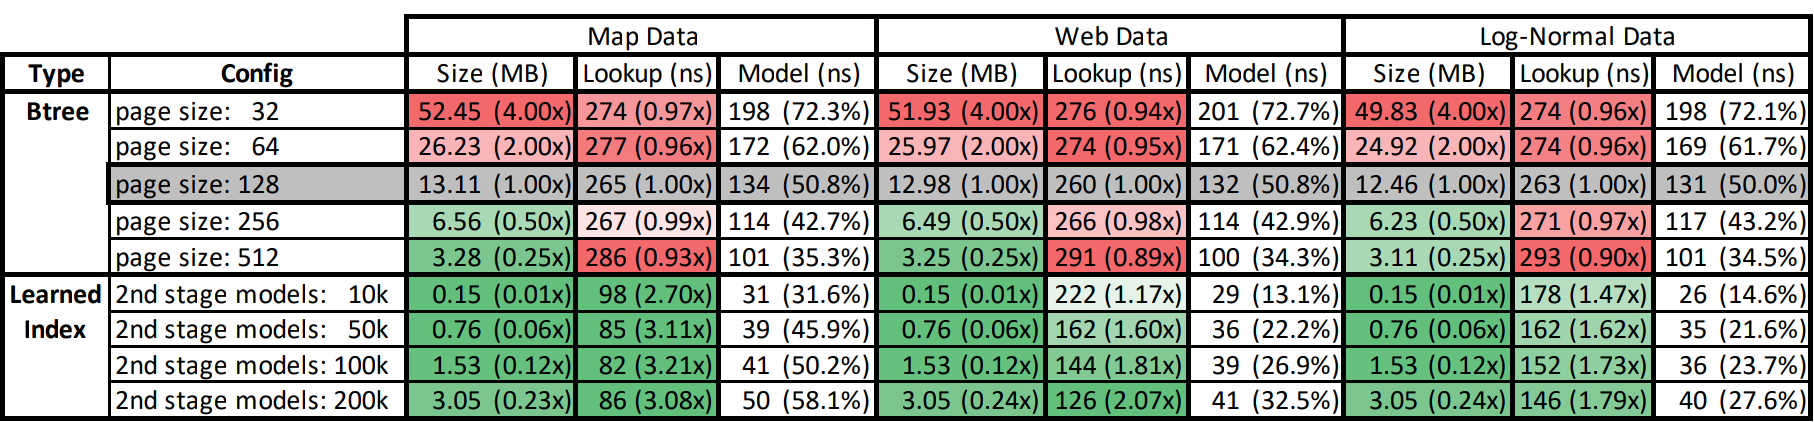 Map Data Web Data Log-Normal Data
Type Config Size (MB) Lookup (ns) Model (ns) Size (MB) Lookup (ns) Model (ns) Size (MB) Lookup (ns) Model (ns)
Btree page size: 32 52.45 (4.00x) 274 (0.97x) 198 (72.3%) 51.93 (4.00x) 276 (0.94x) 201 (72.7%) 49.83 (4.00x) 274 (0.96x) 198 (72.1%)
page size: 64 26.23 (2.00x) 277 (0.96x) 172 (62.0%) 25.97 (2.00x) 274 (0.95x) 171 (62.4%) 24.92 (2.00x) 274 (0.96x) 169 (61.7%)
page size: 128 13.11 (1.00x) 265 (1.00x) 134 (50.8%) 12.98 (1.00x) 260 (1.00x) 132 (50.8%) 12.46 (1.00x) 263 (1.00x) 131 (50.0%)
page size: 256 6.56 (0.50x) 267 (0.99x) 114 (42.7%) 6.49 (0.50x) 266 (0.98x) 114 (42.9%) 6.23 (0.50x) 271 (0.97x) 117 (43.2%)
page size: 512 3.28 (0.25x) 286 (0.93x) 101 (35.3%) 3.25 (0.25x) 291 (0.89x) 100 (34.3%) 3.11 (0.25x) 293 (0.90x) 101 (34.5%)
Learned 2nd stage models: 10k 0.15 (0.01x) 98 (2.70x) 31 (31.6%) 0.15 (0.01x) 222 (1.17x) 29 (13.1%) 0.15 (0.01x) 178 (1.47x) 26 (14.6%)
Index 2nd stage models: 50k 0.76 (0.06x) 85 (3.11x) 39 (45.9%) 0.76 (0.06x) 162 (1.60x) 36 (22.2%) 0.76 (0.06x) 162 (1.62x) 35 (21.6%)
2nd stage models: 100k 1.53 (0.12x) 82 (3.21x) 41 (50.2%) 1.53 (0.12x) 144 (1.81x) 39 (26.9%) 1.53 (0.12x) 152 (1.73x) 36 (23.7%)
2nd stage models: 200k 3.05 (0.23x) 86 (3.08x) 50 (58.1%) 3.05 (0.24x) 126 (2.07x) 41 (32.5%) 3.05 (0.24x) 146 (1.79x) 40 (27.6%)